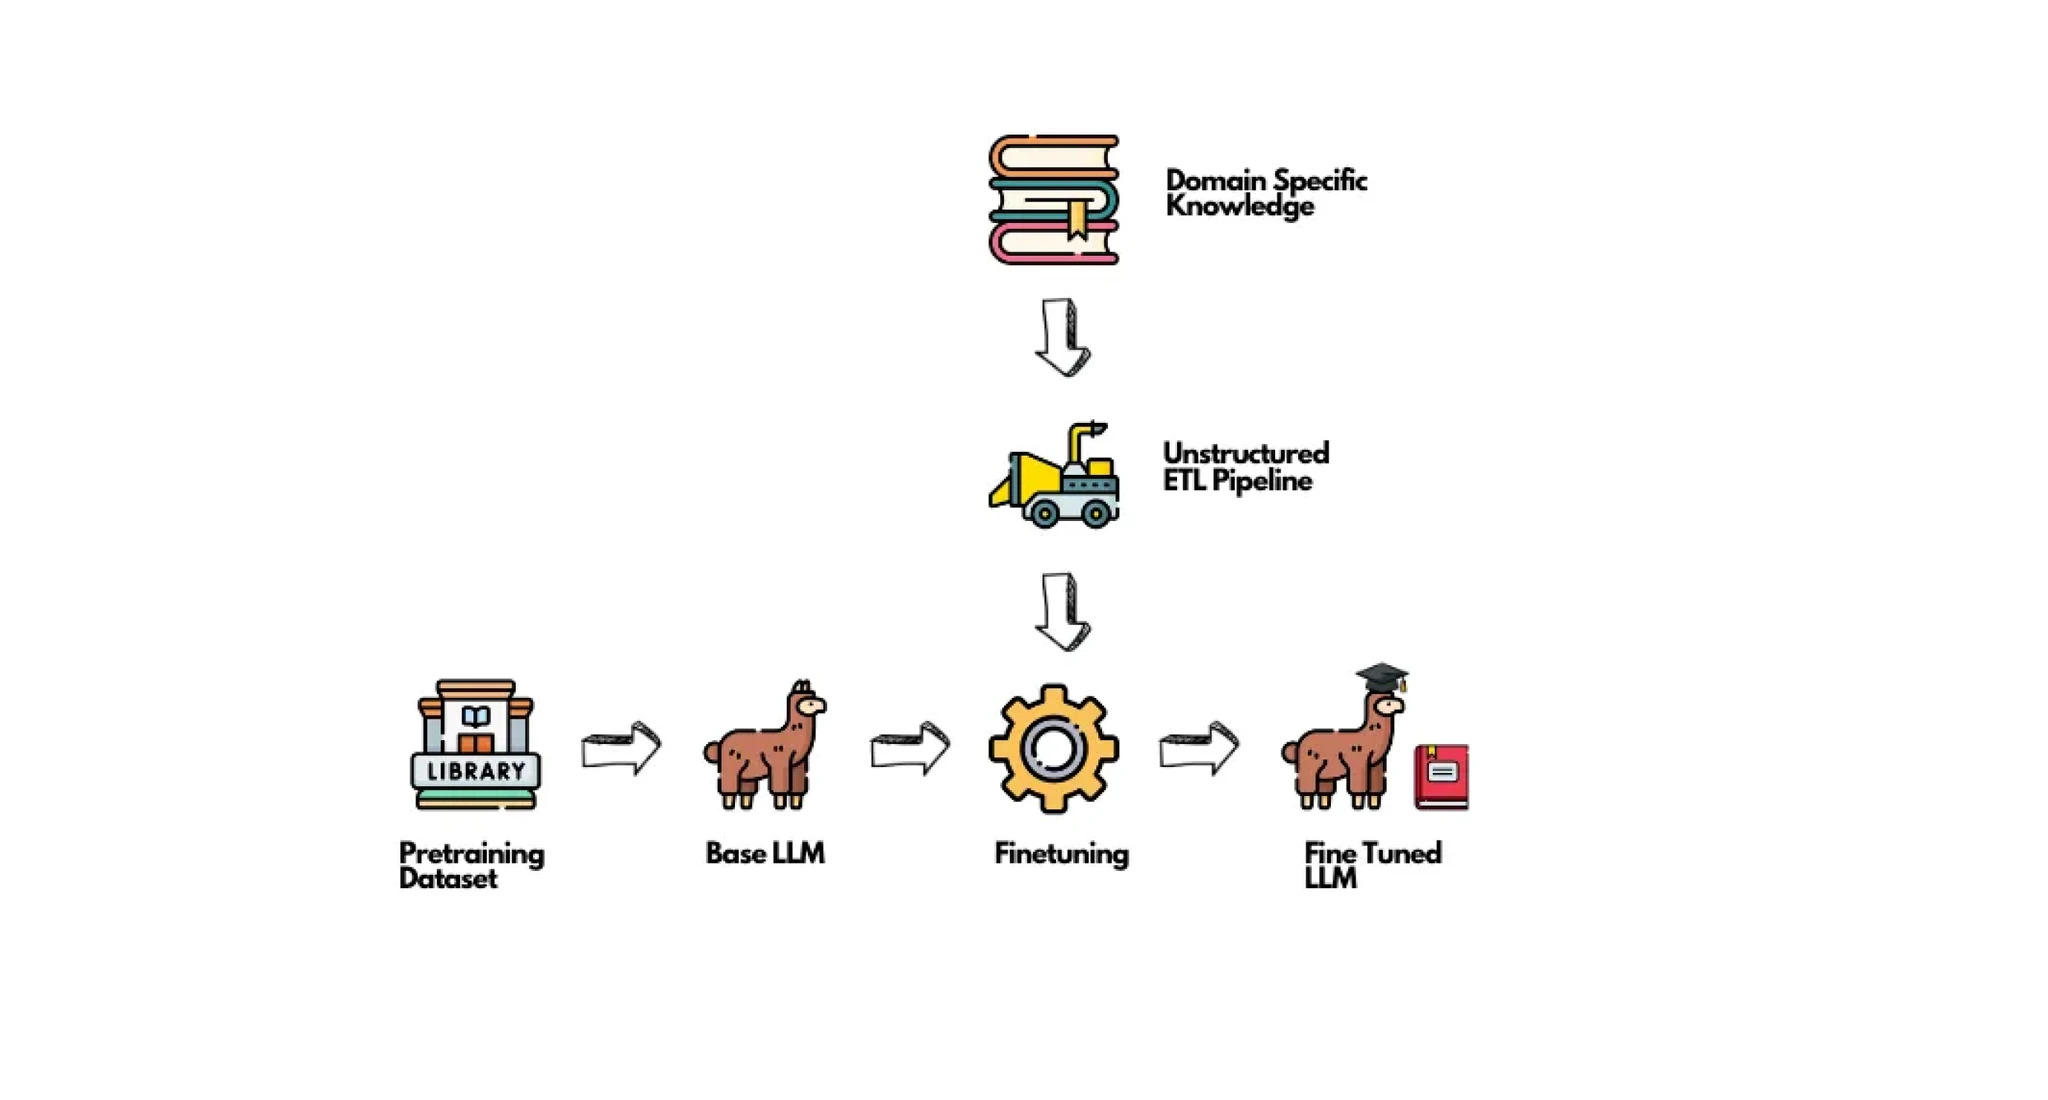 Domain Specific
Knowledge
Unstructured
ETL Pipeline
LIBRARY
Pretraining
Dataset
Base LLM
Finetuning
Fine Tuned
LLM